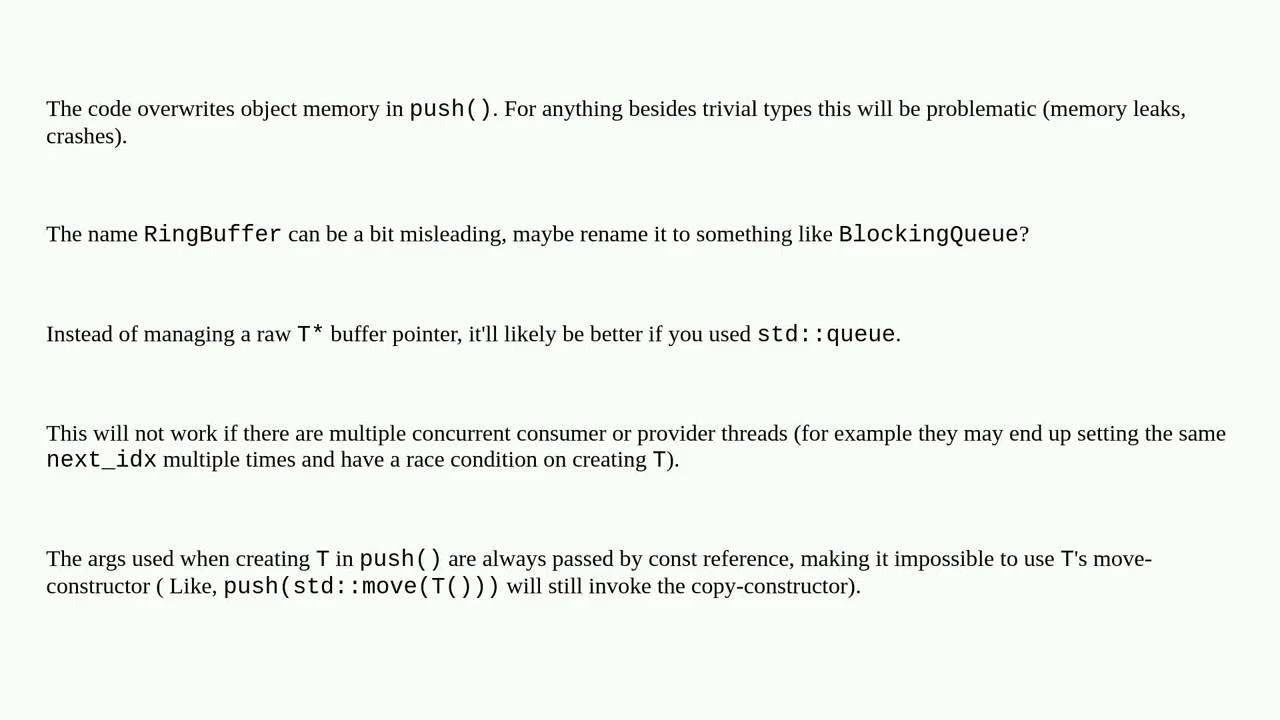 The code overwrites object memory in push(). For anything besides trivial types this will be problematic (memory leaks,
crashes).
The name RingBuffer can be a bit misleading, maybe rename it to something like BlockingQueue?
Instead of managing a raw T* buffer pointer, it'll likely be better if you used std::queue.
This will not work if there are multiple concurrent consumer or provider threads (for example they may end up setting the same
next_idx multiple times and have a race condition on creating T).
The args used when creating T in push() are always passed by const reference, making it impossible to use T's move-
constructor ( Like, push(std::move(T())) will still invoke the copy-constructor).